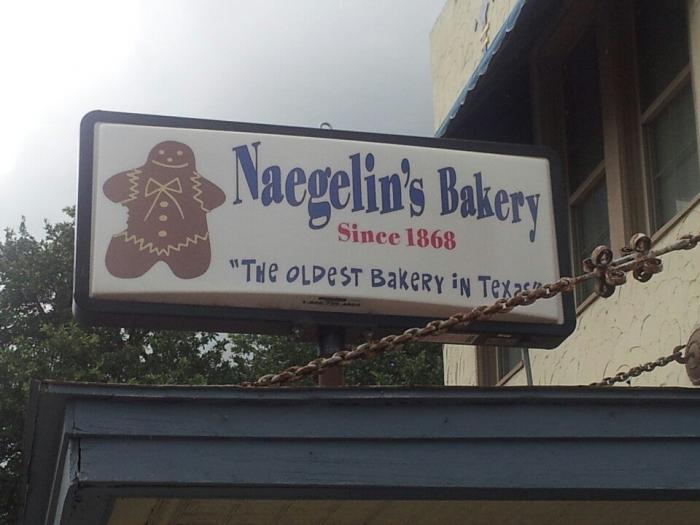 Naegelin's Bakery
Since 1868
"The oldest Bakery in Texas"